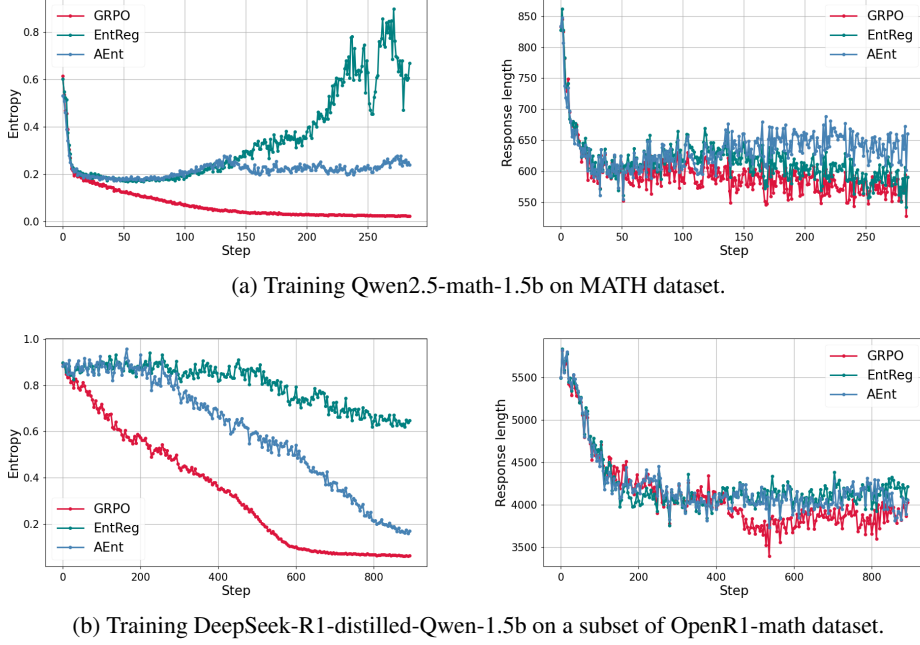 GRPO
EntReg
AEnt
0.8
0.6
0.4
0.2
0.0
Entropy
0 50 100 150 200 250
Step
GRPO
EntReg
AEnt
850
800
750
700
650
600
550
Response length
0 50 100 150 200 250
Step
(a) Training Qwen2.5-math-1.5b on MATH dataset.
1.0
0.8
0.6
0.4
0.2
Entropy
GRPO
EntReg
AEnt
0 200 400 600 800
Step
GRPO
EntReg
AEnt
5500
5000
4500
4000
3500
Response length
0 200 400 600 800
Step
(b) Training DeepSeek-R1-distilled-Qwen-1.5b on a subset of OpenR1-math dataset.